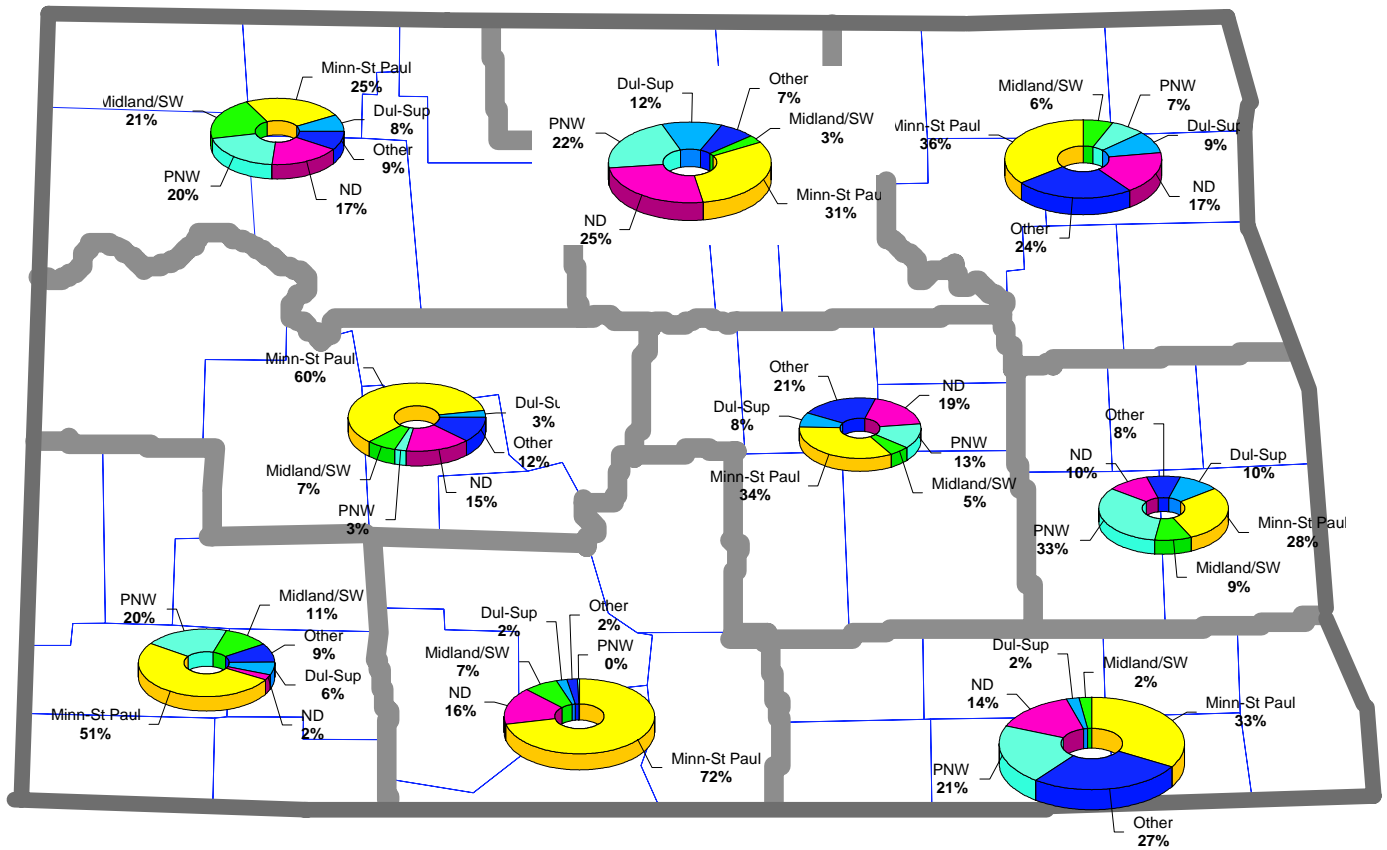 Minn-St Paul
25%
Dul-Sup
8%
Other
9%
ND
17%
PNW
20%
Midland/SW
21%
Dul-Sup
12%
Other
7%
Midland/SW
3%
Minn-St Pau
31%
ND
25%
PNW
22%
Midland/SW
6%
PNW
7%
Dul-Sup
9%
ND
17%
Other
24%
Minn-St Paul
36%
Minn-St Paul
60%
Dul-Su
3%
Other
12%
ND
15%
PNW
3%
Midland/SW
7%
Other
21%
ND
19%
PNW
13%
Midland/SW
5%
Minn-St Paul
34%
Dul-Sup
8%
Other
8%
Dul-Sup
10%
Minn-St Paul
28%
Midland/SW
9%
PNW
33%
ND
10%
PNW
20%
Midland/SW
11%
Other
9%
Dul-Sup
6%
ND
2%
Minn-St Paul
51%
Dul-Sup
2%
Other
2%
PNW
0%
Midland/SW
7%
ND
16%
Minn-St Paul
72%
Dul-Sup
2%
Midland/SW
2%
Minn-St Paul
33%
ND
14%
PNW
21%
Other
27%